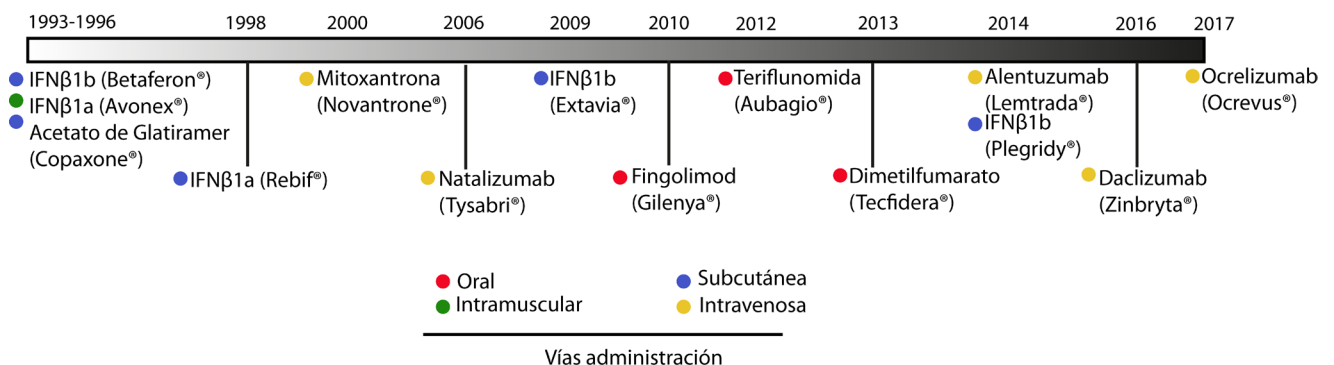 1993-1996
1998
2000
2006
2009
2010
2012
2013
2014
2016
2017
IFNβ1b (Betaferon®)
IFNβ1a (Avonex®)
Acetato de Glatiramer
(Copaxone®)
IFNβ1a (Rebif®)
Mitoxantrona
(Novantrone®)
Natalizumab
(Tysabri®)
IFNβ1b
(Extavia®)
Fingolimod
(Gilenya®)
Teriflunomida
(Aubagio®)
Dimetilfumarato
(Tecfidera®)
Alentuzumab
(Lemtrada®)
IFNβ1b
(Plegridy®)
Daclizumab
(Zinbryta®)
Ocrelizumab
(Ocrevus®)
Oral
Intramuscular
Subcutánea
Intravenosa
Vías administración